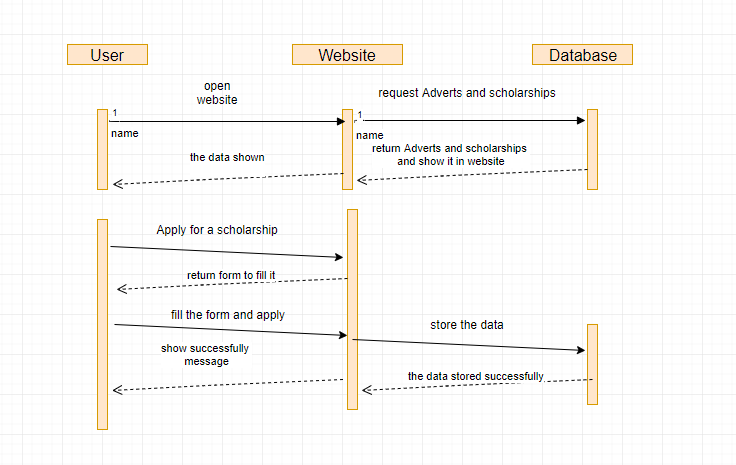 User
Website
Database
open
website
request Adverts and scholarships
1
1
name
name
the data shown
return Adverts and scholarships
and show it in website
Apply for a scholarship
return form to fill it
fill the form and apply
store the data
show successfully
message
the data stored successfully